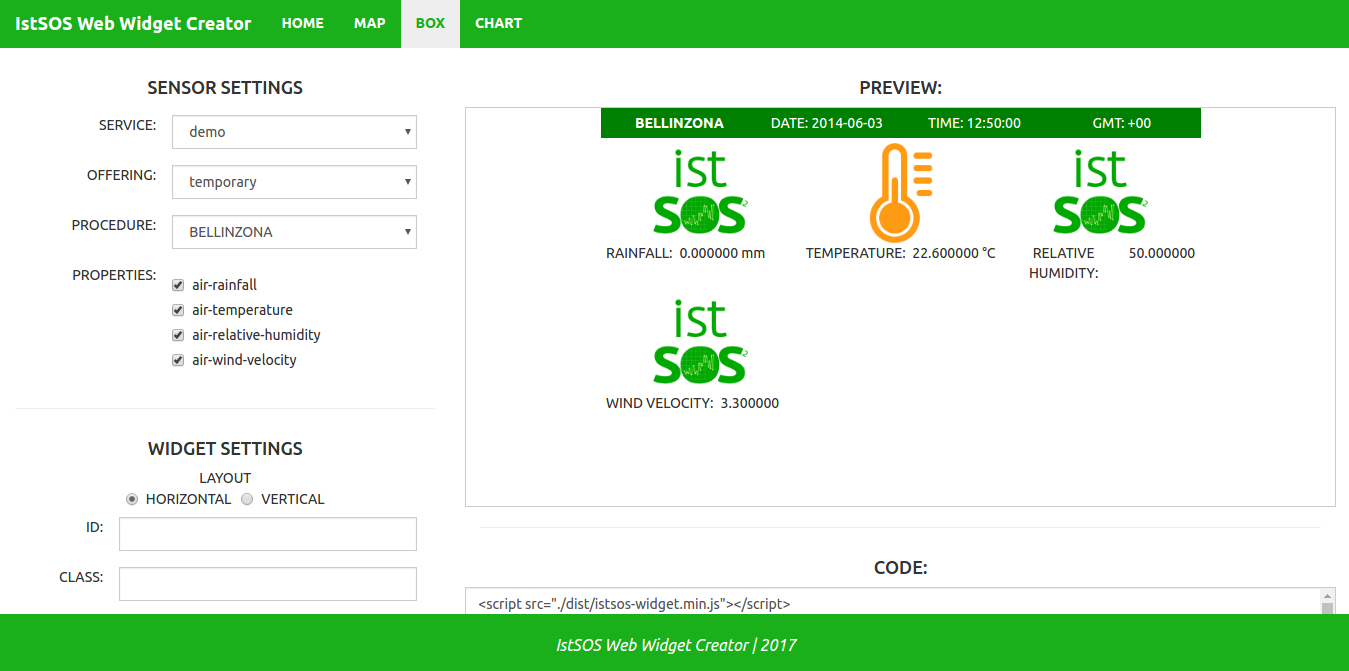 IstSOS Web Widget Creator HOME MAP BOX CHART
SENSOR SETTINGS
SERVICE: demo
OFFERING: temporary
PROCEDURE: BELLINZONA
PROPERTIES:
air-rainfall
air-temperature
air-relative-humidity
air-wind-velocity
WIDGET SETTINGS
LAYOUT
HORIZONTAL VERTICAL
ID:
CLASS:
PREVIEW:
BELLINZONA DATE: 2014-06-03 TIME: 12:50:00 GMT: +00
ist
SOS²
ist
SOS²
RAINFALL: 0.000000 mm
TEMPERATURE: 22.600000 °C
RELATIVE 50.000000
HUMIDITY:
ist
SOS²
WIND VELOCITY: 3.300000
CODE:
<script src="./dist/istsos-widget.min.js"></script>
IstSOS Web Widget Creator | 2017